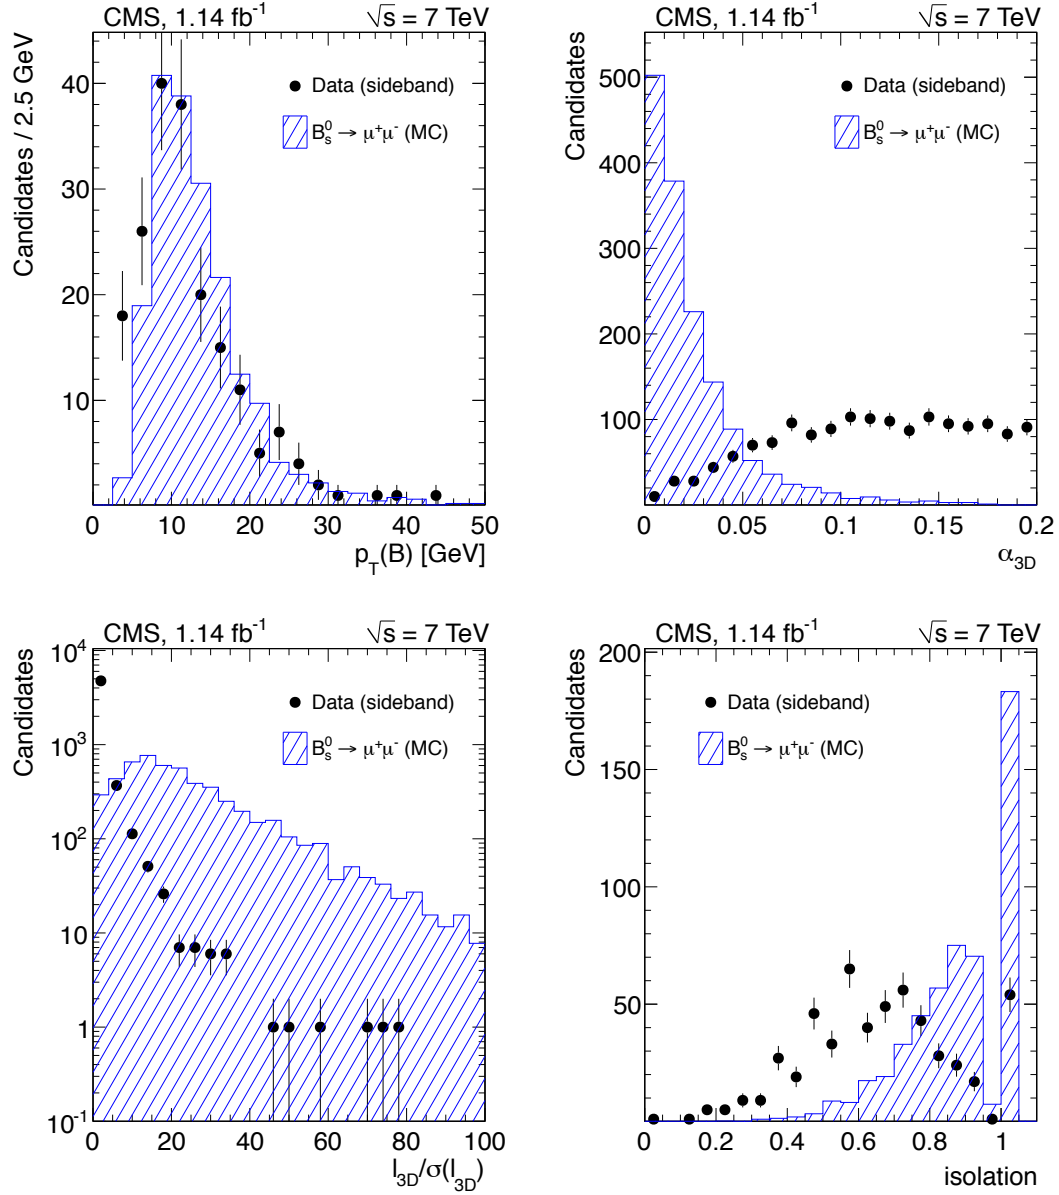 CMS, 1.14 fb⁻¹ √s = 7 TeV
Candidates / 2.5 GeV
40
30
20
10
Data (sideband)
B⁰ₛ → μ⁺μ⁻ (MC)
0 10 20 30 40 50
p_T(B) [GeV]
CMS, 1.14 fb⁻¹ √s = 7 TeV
Candidates
500
400
300
200
100
0
Data (sideband)
B⁰ₛ → μ⁺μ⁻ (MC)
0 0.05 0.1 0.15 0.2
α_3D
CMS, 1.14 fb⁻¹ √s = 7 TeV
Candidates
10⁴
10³
10²
10
1
10⁻¹
Data (sideband)
B⁰ₛ → μ⁺μ⁻ (MC)
0 20 40 60 80 100
l_3D/σ(l_3D)
CMS, 1.14 fb⁻¹ √s = 7 TeV
Candidates
200
150
100
50
0
Data (sideband)
B⁰ₛ → μ⁺μ⁻ (MC)
0 0.2 0.4 0.6 0.8 1
isolation